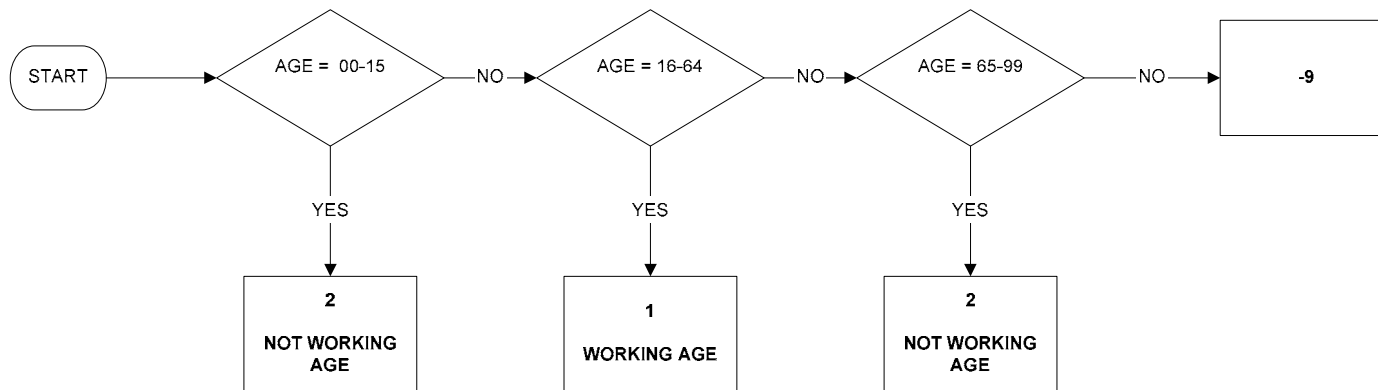 START
AGE = 00-15
NO
AGE = 16-64
NO
AGE = 65-99
NO
-9
YES
YES
YES
2
NOT WORKING
AGE
1
WORKING AGE
2
NOT WORKING
AGE